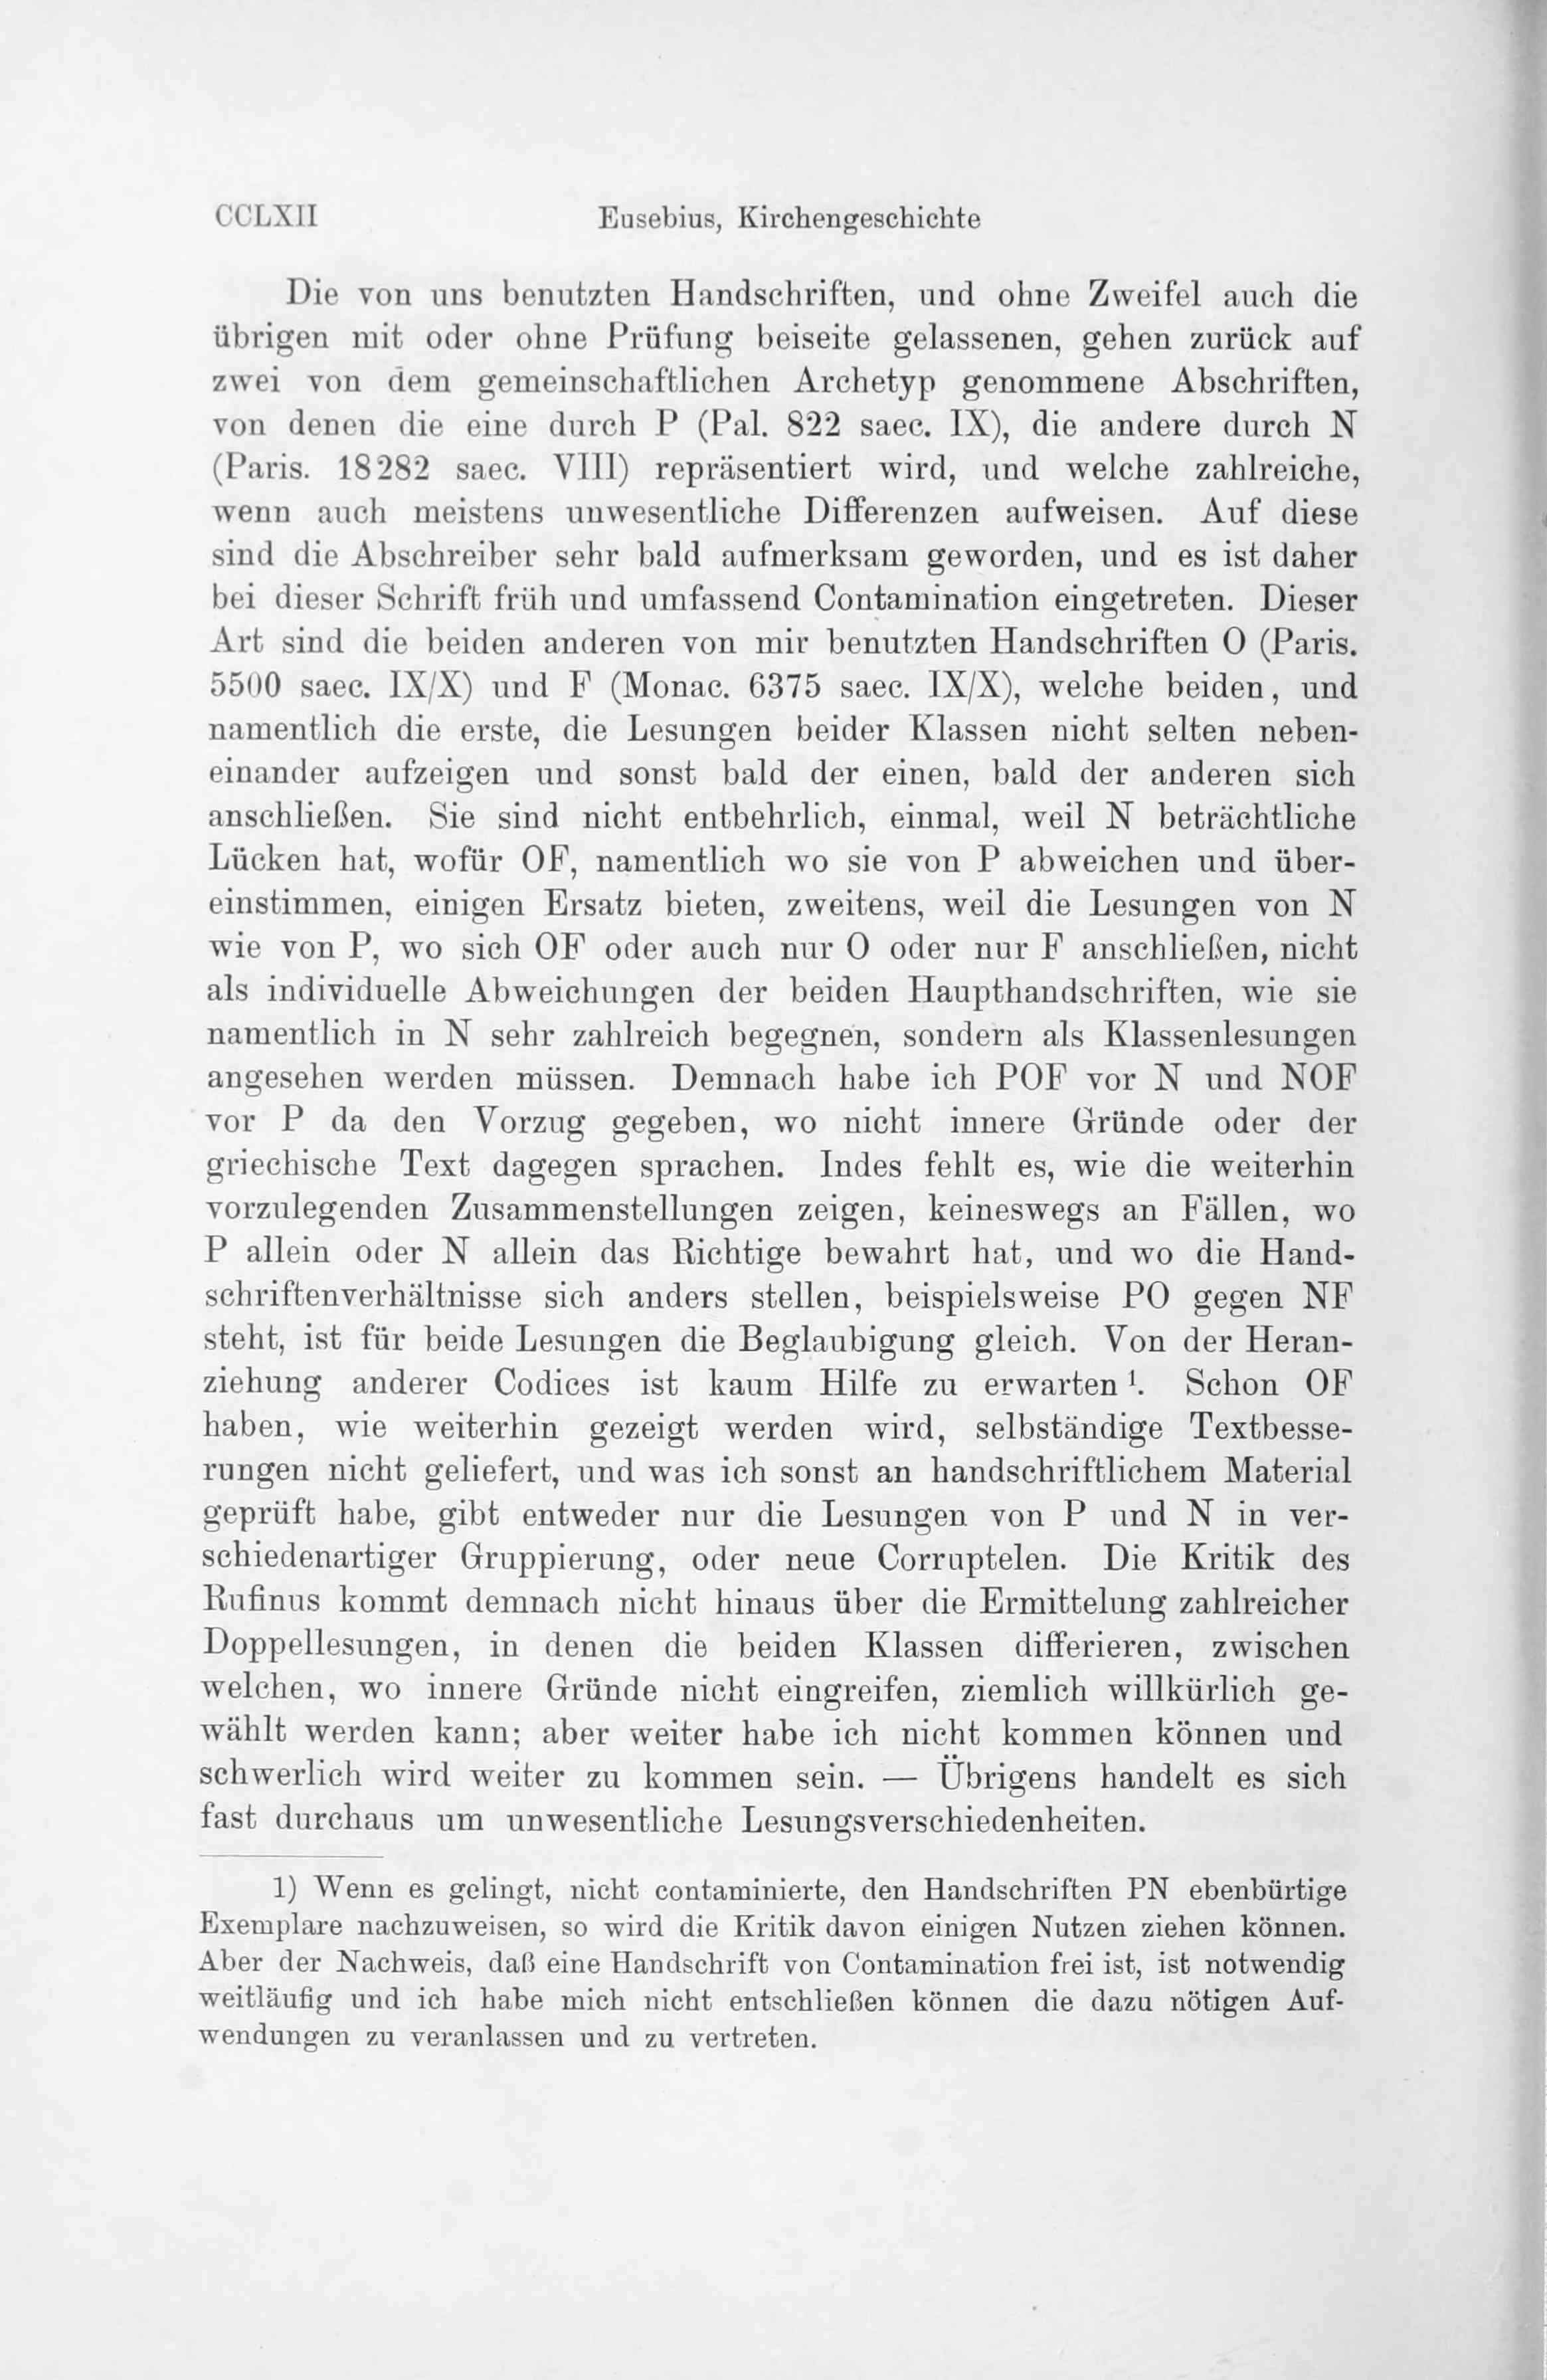 CCLXII Eusebius, Kirchengeschichte
Die von uns benutzten Handschriften, und ohne Zweifel auch die
übrigen mit oder ohne Prüfung beiseite gelassenen, gehen zurück auf
zwei von dem gemeinschaftlichen Archetyp genommene Abschriften,
von denen die eine durch P (Pal. 822 saec. IX), die andere durch N
(Paris. 18282 saec. VIII) repräsentiert wird, und welche zahlreiche,
wenn auch meistens unwesentliche Differenzen aufweisen. Auf diese
sind die Abschreiber sehr bald aufmerksam geworden, und es ist daher
bei dieser Schrift früh und umfassend Contamination eingetreten. Dieser
Art sind die beiden anderen von mir benutzten Handschriften O (Paris.
5500 saec. IX/X) und F (Monac. 6375 saec. IX/X), welche beiden, und
namentlich die erste, die Lesungen beider Klassen nicht selten neben-
einander aufzeigen und sonst bald der einen, bald der anderen sich
anschließen. Sie sind nicht entbehrlich, einmal, weil N beträchtliche
Lücken hat, wofür OF, namentlich wo sie von P abweichen und über-
einstimmen, einigen Ersatz bieten, zweitens, weil die Lesungen von N
wie von P, wo sich OF oder auch nur O oder nur F anschließen, nicht
als individuelle Abweichungen der beiden Haupthandschriften, wie sie
namentlich in N sehr zahlreich begegnen, sondern als Klassenlesungen
angesehen werden müssen. Demnach habe ich POF vor N und NOF
vor P da den Vorzug gegeben, wo nicht innere Gründe oder der
griechische Text dagegen sprachen. Indes fehlt es, wie die weiterhin
vorzulegenden Zusammenstellungen zeigen, keineswegs an Fällen, wo
P allein oder N allein das Richtige bewahrt hat, und wo die Hand-
schriftenverhältnisse sich anders stellen, beispielsweise PO gegen NF
steht, ist für beide Lesungen die Beglaubigung gleich. Von der Heran-
ziehung anderer Codices ist kaum Hilfe zu erwarten ¹. Schon OF
haben, wie weiterhin gezeigt werden wird, selbständige Textbesse-
rungen nicht geliefert, und was ich sonst an handschriftlichem Material
geprüft habe, gibt entweder nur die Lesungen von P und N in ver-
schiedenartiger Gruppierung, oder neue Corruptelen. Die Kritik des
Rufinus kommt demnach nicht hinaus über die Ermittelung zahlreicher
Doppellesungen, in denen die beiden Klassen differieren, zwischen
welchen, wo innere Gründe nicht eingreifen, ziemlich willkürlich ge-
wählt werden kann; aber weiter habe ich nicht kommen können und
schwerlich wird weiter zu kommen sein. — Übrigens handelt es sich
fast durchaus um unwesentliche Lesungsverschiedenheiten.
1) Wenn es gelingt, nicht contaminierte, den Handschriften PN ebenbürtige
Exemplare nachzuweisen, so wird die Kritik davon einigen Nutzen ziehen können.
Aber der Nachweis, daß eine Handschrift von Contamination frei ist, ist notwendig
weitläufig und ich habe mich nicht entschließen können die dazu nötigen Auf-
wendungen zu veranlassen und zu vertreten.